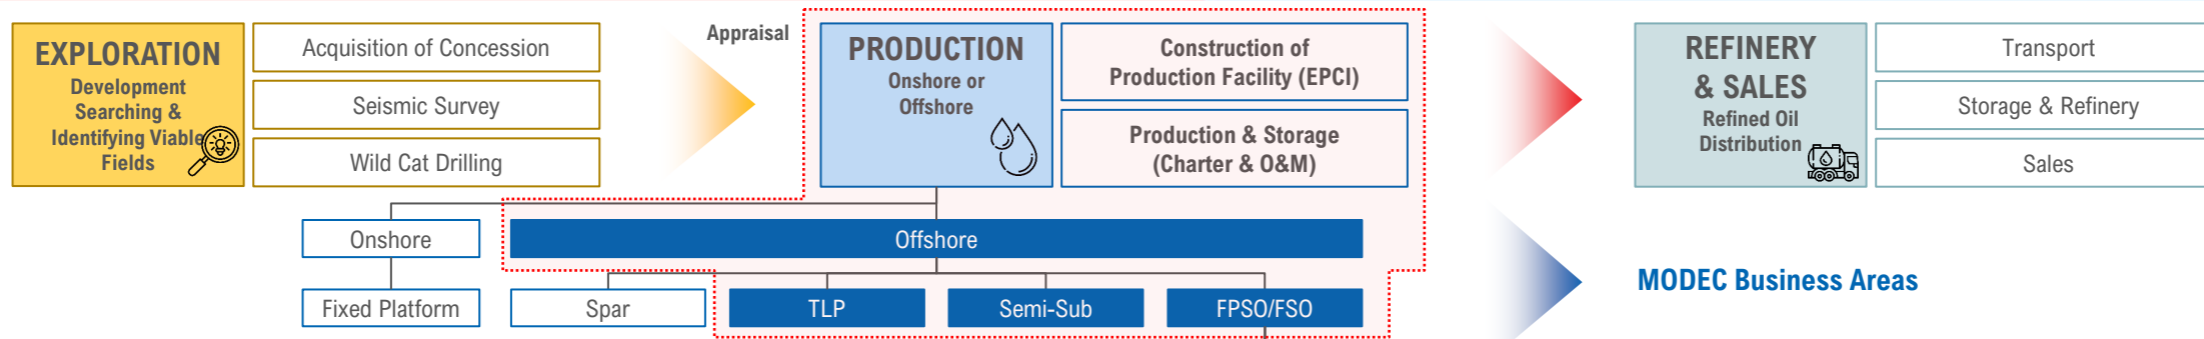 EXPLORATION
Development
Searching &
Identifying Viable
Fields
Acquisition of Concession
Seismic Survey
Wild Cat Drilling
Appraisal
PRODUCTION
Onshore or
Offshore
Construction of
Production Facility (EPCI)
Production & Storage
(Charter & O&M)
REFINERY
& SALES
Refined Oil
Distribution
Transport
Storage & Refinery
Sales
Onshore
Offshore
Fixed Platform
Spar
TLP
Semi-Sub
FPSO/FSO
MODEC Business Areas